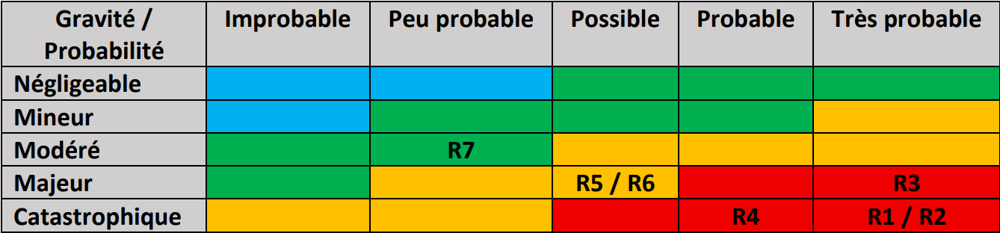 Gravité / Probabilité Improbable Peu probable Possible Probable Très probable
Négligeable
Mineur
Modéré R7
Majeur R5 / R6 R3
Catastrophique R4 R1 / R2